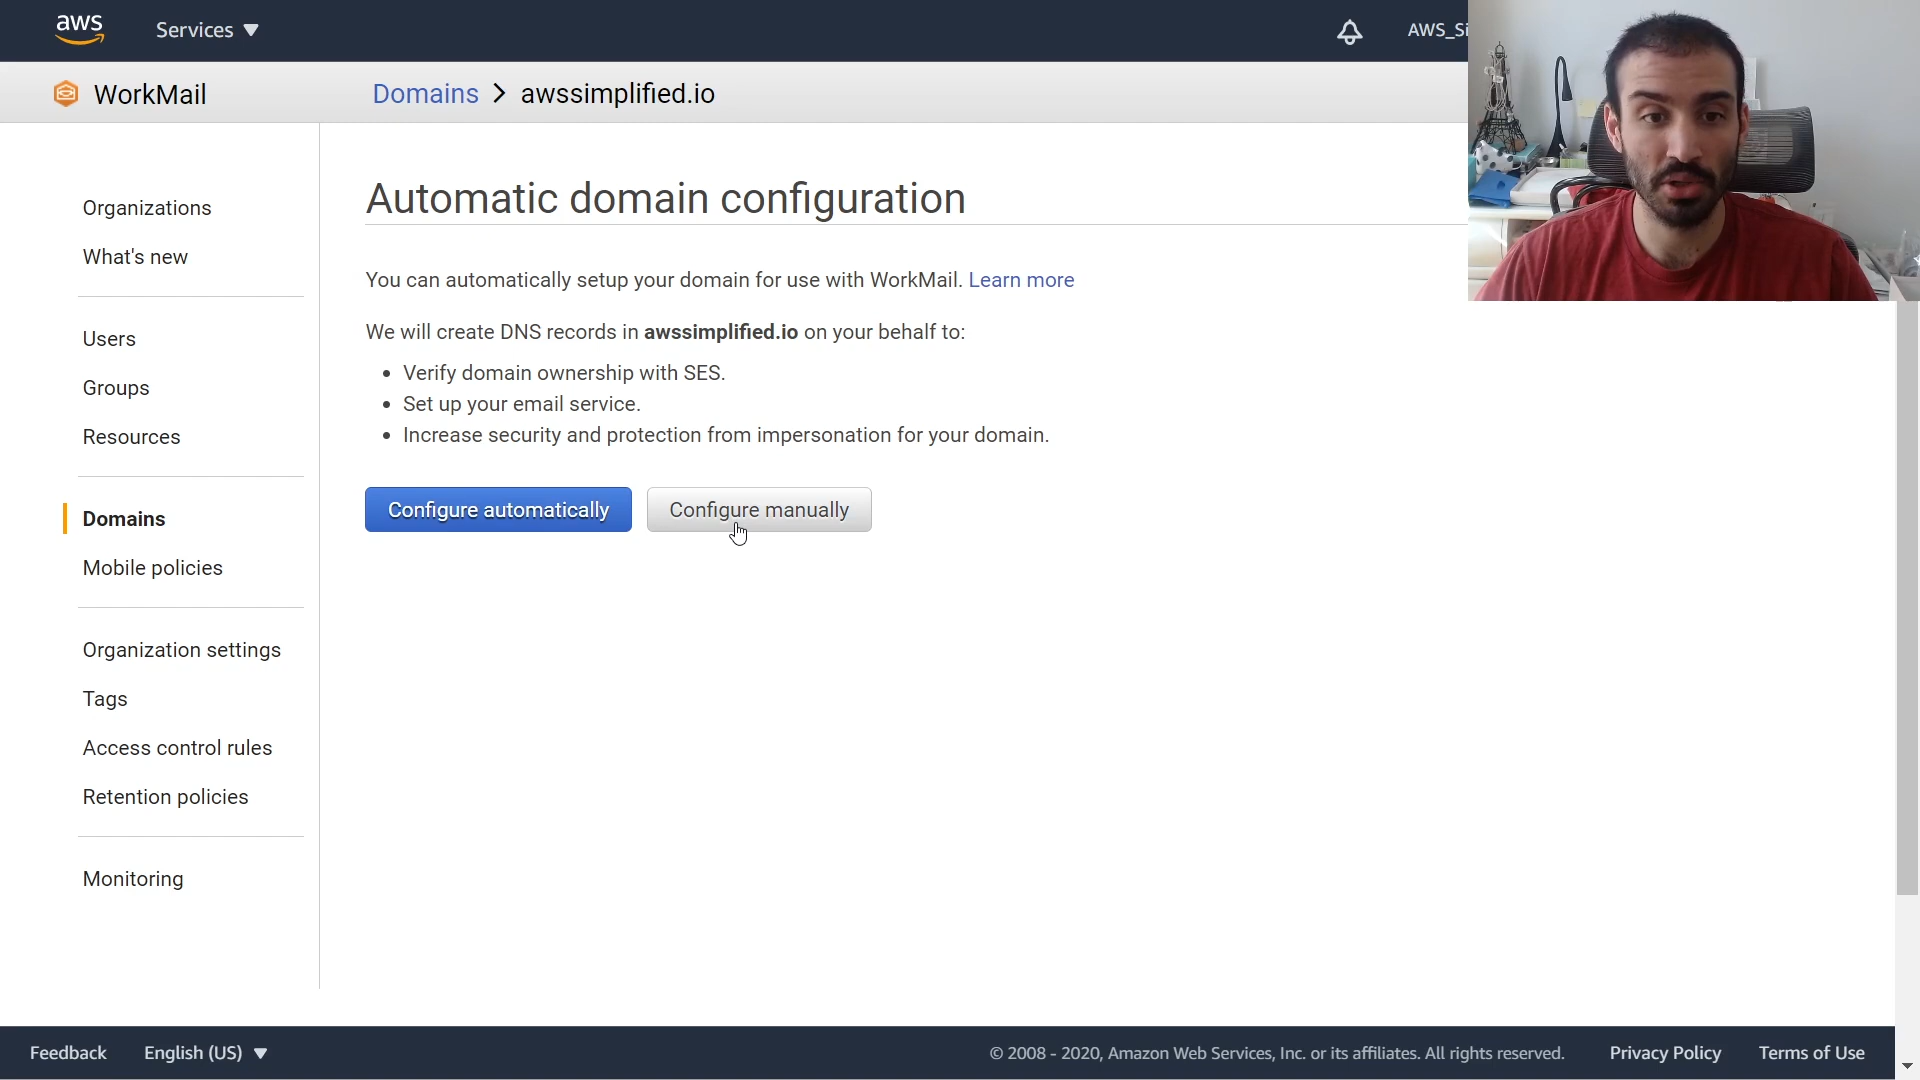 aws
Services
AWS_Si
WorkMail
Domains > awssimplified.io
Organizations
What's new
Users
Groups
Resources
Domains
Mobile policies
Organization settings
Tags
Access control rules
Retention policies
Monitoring
Automatic domain configuration
You can automatically setup your domain for use with WorkMail. Learn more
We will create DNS records in awssimplified.io on your behalf to:
• Verify domain ownership with SES.
• Set up your email service.
• Increase security and protection from impersonation for your domain.
Configure automatically
Configure manually
Feedback
English (US)
© 2008 - 2020, Amazon Web Services, Inc. or its affiliates. All rights reserved.
Privacy Policy
Terms of Use